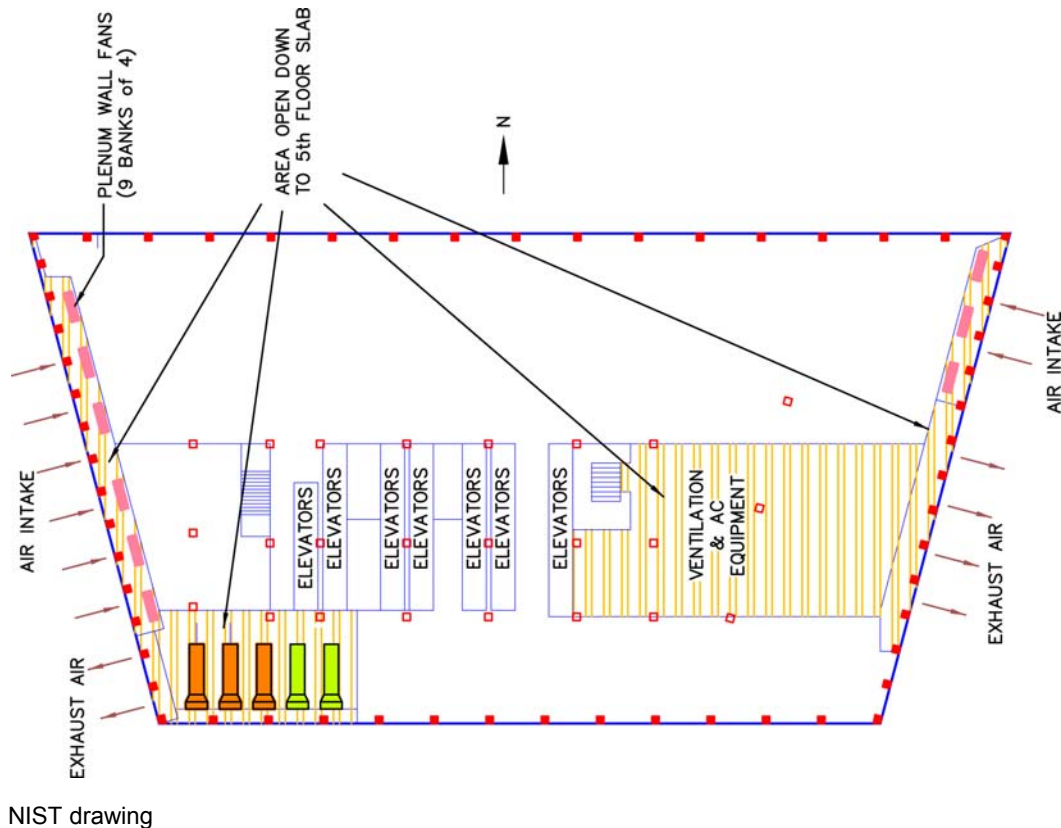 PLENUM WALL FANS
(9 BANKS of 4)
AREA OPEN DOWN
TO 5th FLOOR SLAB
N
AIR INTAKE
EXHAUST AIR
ELEVATORS
ELEVATORS
ELEVATORS
ELEVATORS
ELEVATORS
ELEVATORS
VENTILATION
& AC
EQUIPMENT
AIR INTAKE
EXHAUST AIR
NIST drawing